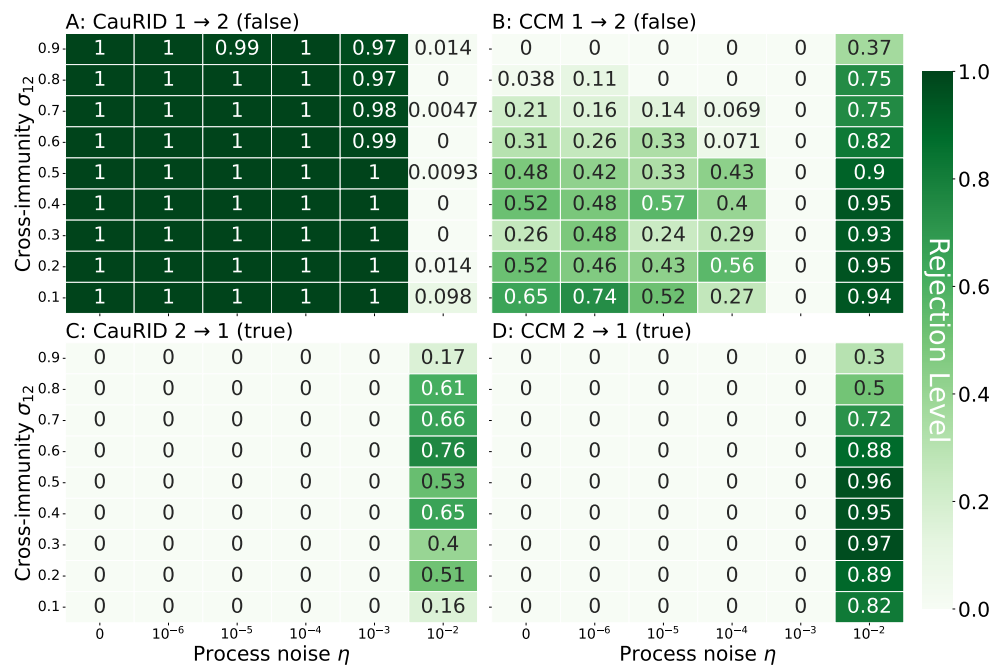 A: CauRID 1 → 2 (false)
B: CCM 1 → 2 (false)
Cross-immunity σ12
0.9 1 1 0.99 1 0.97 0.014 0 0 0 0 0 0.37
0.8 1 1 1 1 0.97 0 0.038 0.11 0 0 0 0.75
0.7 1 1 1 1 0.98 0.0047 0.21 0.16 0.14 0.069 0 0.75
0.6 1 1 1 1 0.99 0 0.31 0.26 0.33 0.071 0 0.82
0.5 1 1 1 1 1 0.0093 0.48 0.42 0.33 0.43 0 0.9
0.4 1 1 1 1 1 0 0.52 0.48 0.57 0.4 0 0.95
0.3 1 1 1 1 1 0 0.26 0.48 0.24 0.29 0 0.93
0.2 1 1 1 1 1 0.014 0.52 0.46 0.43 0.56 0 0.95
0.1 1 1 1 1 1 0.098 0.65 0.74 0.52 0.27 0 0.94
C: CauRID 2 → 1 (true)
D: CCM 2 → 1 (true)
Cross-immunity σ12
0.9 0 0 0 0 0 0.17 0 0 0 0 0 0.3
0.8 0 0 0 0 0 0.61 0 0 0 0 0 0.5
0.7 0 0 0 0 0 0.66 0 0 0 0 0 0.72
0.6 0 0 0 0 0 0.76 0 0 0 0 0 0.88
0.5 0 0 0 0 0 0.53 0 0 0 0 0 0.96
0.4 0 0 0 0 0 0.65 0 0 0 0 0 0.95
0.3 0 0 0 0 0 0.4 0 0 0 0 0 0.97
0.2 0 0 0 0 0 0.51 0 0 0 0 0 0.89
0.1 0 0 0 0 0 0.16 0 0 0 0 0 0.82
0 10⁻⁶ 10⁻⁵ 10⁻⁴ 10⁻³ 10⁻² 0 10⁻⁶ 10⁻⁵ 10⁻⁴ 10⁻³ 10⁻²
Process noise η
Process noise η
1.0
0.8
0.6
0.4
0.2
0.0
Rejection Level